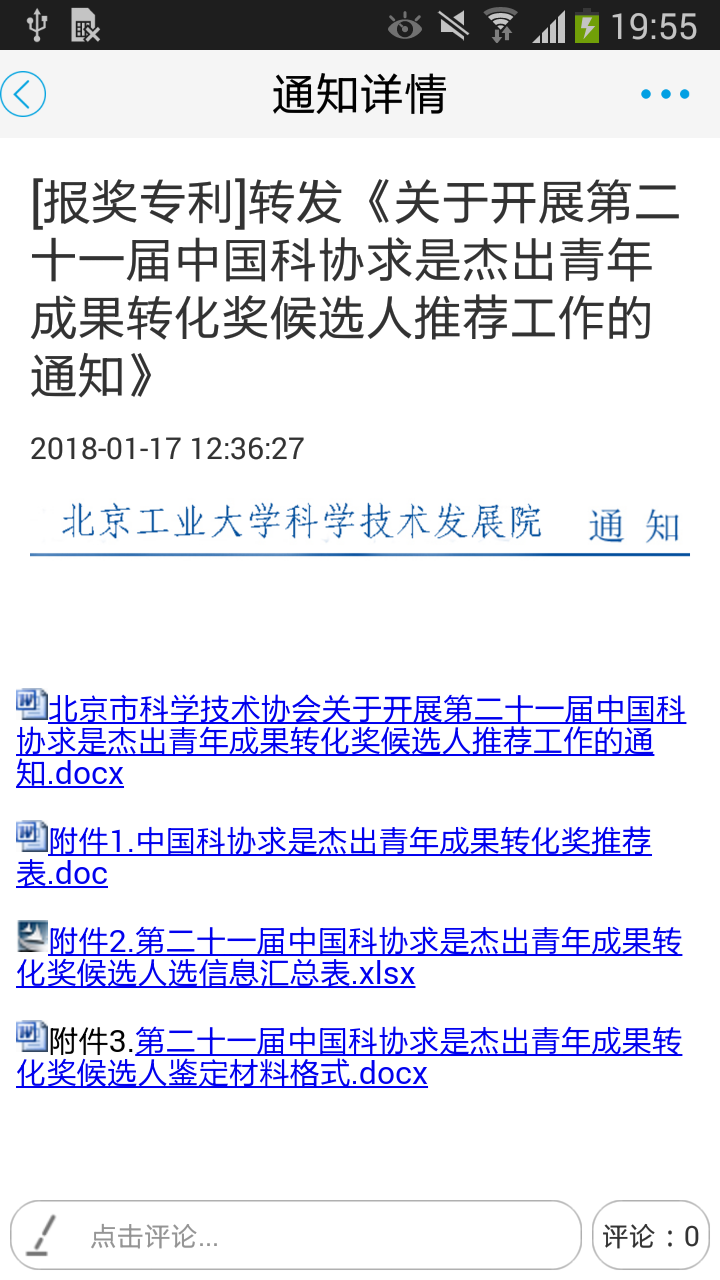 19:55
通知详情
[报奖专利]转发《关于开展第二
十一届中国科协求是杰出青年
成果转化奖候选人推荐工作的
通知》
2018-01-17 12:36:27
北京工业大学科学技术发展院 通知
北京市科学技术协会关于开展第二十一届中国科
协求是杰出青年成果转化奖候选人推荐工作的通
知.docx
附件1.中国科协求是杰出青年成果转化奖推荐
表.doc
附件2.第二十一届中国科协求是杰出青年成果转
化奖候选人选信息汇总表.xlsx
附件3.第二十一届中国科协求是杰出青年成果转
化奖候选人鉴定材料格式.docx
点击评论... 评论：0